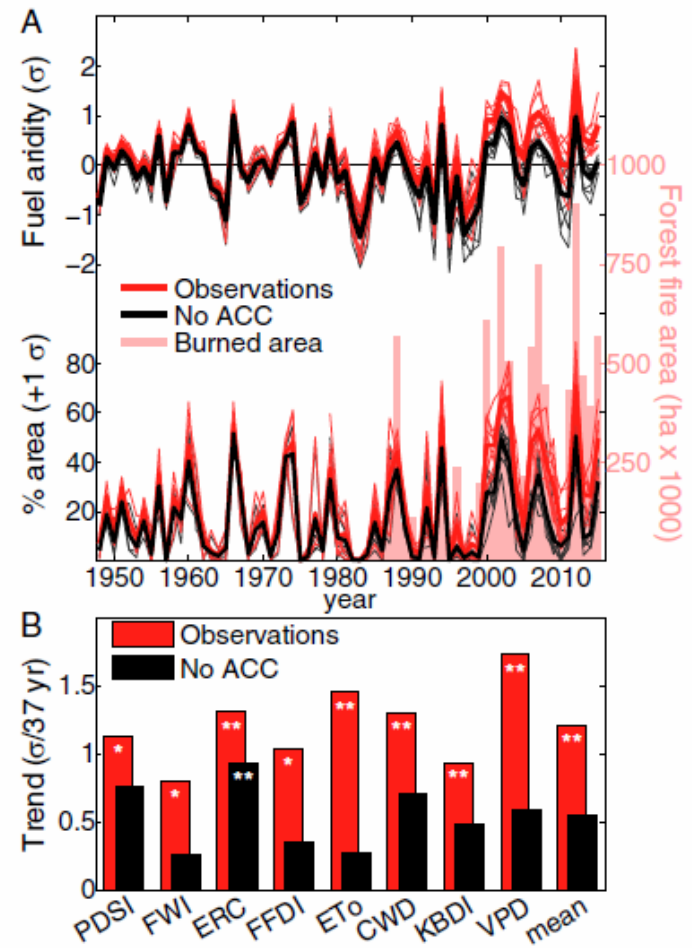 A
Fuel aridity (σ)
2
1
0
−1
−2
1000
750
500
250
Forest fire area (ha x 1000)
Observations
No ACC
Burned area
% area (+1 σ)
80
60
40
20
1950 1960 1970 1980 1990 2000 2010
year
B
Observations
No ACC
Trend (σ/37 yr)
1.5
1
0.5
0
* * ** * ** ** ** ** **
**
PDSI FWI ERC FFDI ETo CWD KBDI VPD mean